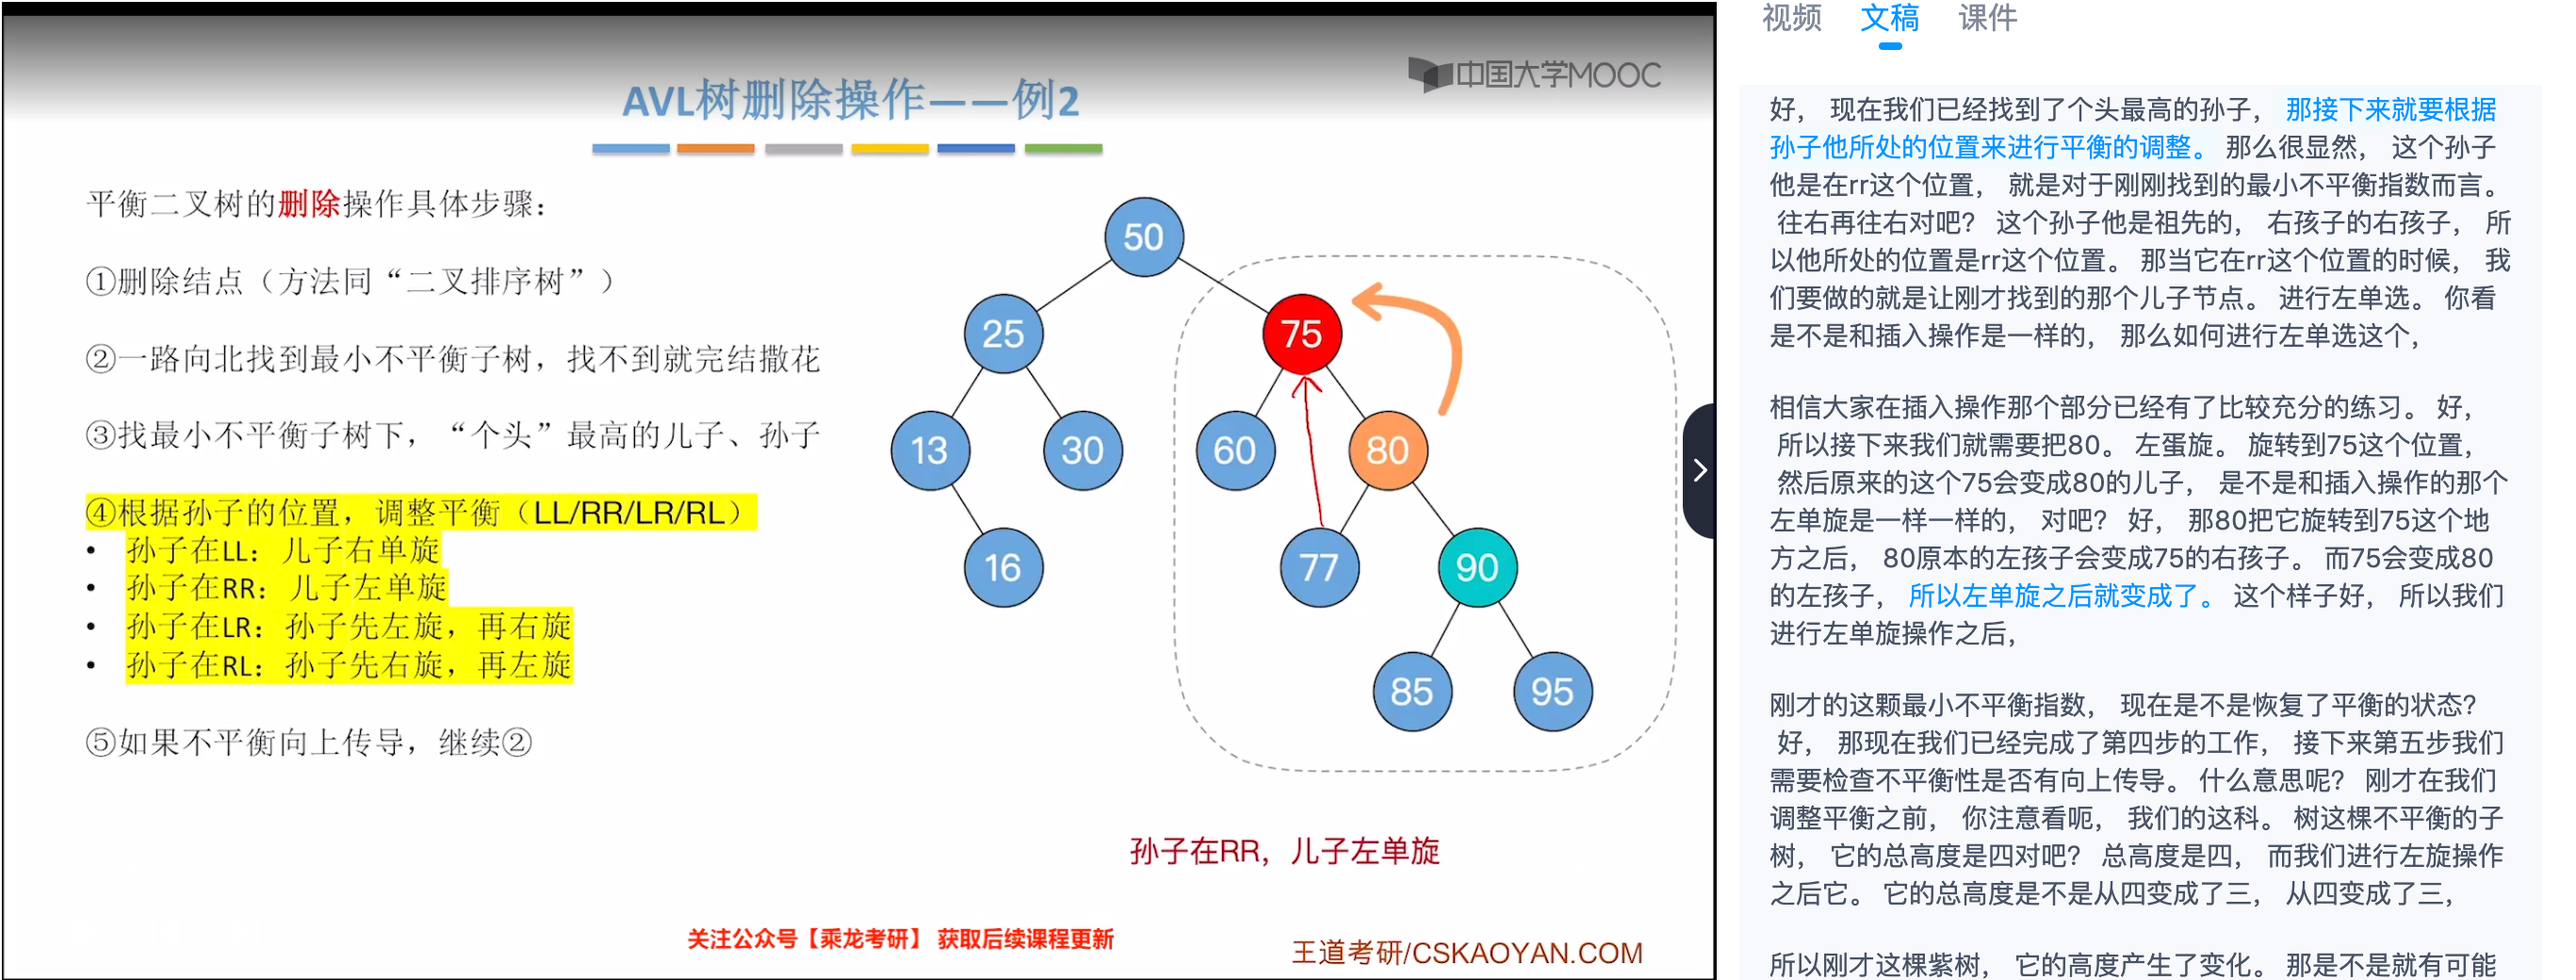 中国大学MOOC
AVL树删除操作——例2
平衡二叉树的删除操作具体步骤：
①删除结点（方法同“二叉排序树”）
②一路向北找到最小不平衡子树，找不到就完结撒花
③找最小不平衡子树下，“个头”最高的儿子、孙子
④根据孙子的位置，调整平衡（LL/RR/LR/RL）
• 孙子在LL：儿子右单旋
• 孙子在RR：儿子左单旋
• 孙子在LR：孙子先左旋，再右旋
• 孙子在RL：孙子先右旋，再左旋
⑤如果不平衡向上传导，继续②
50
25
75
13
30
60
80
16
77
90
85
95
孙子在RR，儿子左单旋
关注公众号【乘龙考研】 获取后续课程更新
王道考研/CSKAOYAN.COM
视频 文稿 课件
好， 现在我们已经找到了个头最高的孙子， 那接下来就要根据
孙子他所处的位置来进行平衡的调整。 那么很显然， 这个孙子
他是在rr这个位置， 就是对于刚刚找到的最小不平衡指数而言。
往右再往右对吧？ 这个孙子他是祖先的， 右孩子的右孩子， 所
以他所处的位置是rr这个位置。 那当它在rr这个位置的时候， 我
们要做的就是让刚才找到的那个儿子节点。 进行左单选。 你看
是不是和插入操作是一样的， 那么如何进行左单选这个，
相信大家在插入操作那个部分已经有了比较充分的练习。 好，
所以接下来我们就需要把80。 左蛋旋。 旋转到75这个位置，
然后原来的这个75会变成80的儿子， 是不是和插入操作的那个
左单旋是一样一样的， 对吧？ 好， 那80把它旋转到75这个地
方之后， 80原本的左孩子会变成75的右孩子。 而75会变成80
的左孩子， 所以左单旋之后就变成了。 这个样子好， 所以我们
进行左单旋操作之后，
刚才的这颗最小不平衡指数， 现在是不是恢复了平衡的状态？
好， 那现在我们已经完成了第四步的工作， 接下来第五步我们
需要检查不平衡性是否有向上传导。 什么意思呢？ 刚才在我们
调整平衡之前， 你注意看呃， 我们的这科。 树这棵不平衡的子
树， 它的总高度是四对吧？ 总高度是四， 而我们进行左旋操作
之后它。 它的总高度是不是从四变成了三， 从四变成了三，
所以刚才这棵紫树， 它的高度产生了变化。 那是不是就有可能